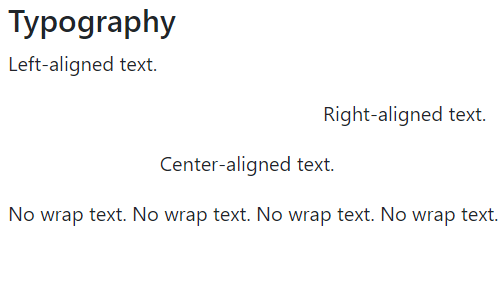 Typography
Left-aligned text.
Right-aligned text.
Center-aligned text.
No wrap text. No wrap text. No wrap text. No wrap text.